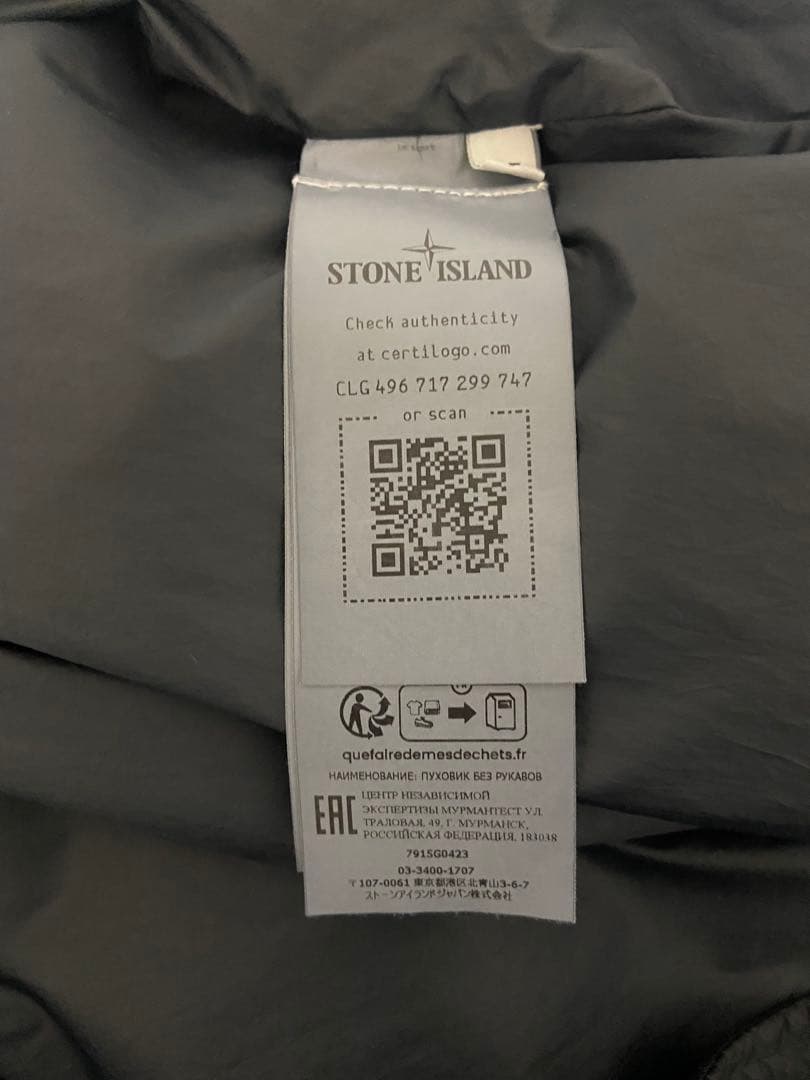 STONE ISLAND
Check authenticity
at certilogo.com
CLG 496 717 299 747
or scan
quefairedemesdechets.fr
НАИМЕНОВАНИЕ: ПУХОВИК БЕЗ РУКАВОВ
EAC
ЦЕНТР НЕЗАВИСИМОЙ
ЭКСПЕРТИЗЫ МУРМАНТЕСТ УЛ.
ТРАЛОВАЯ, 49, Г. МУРМАНСК,
РОССИЙСКАЯ ФЕДЕРАЦИЯ, 183038
7915G0423
03-3400-1707
〒107-0061 東京都港区北青山3-6-7
ストーンアイランドジャパン株式会社